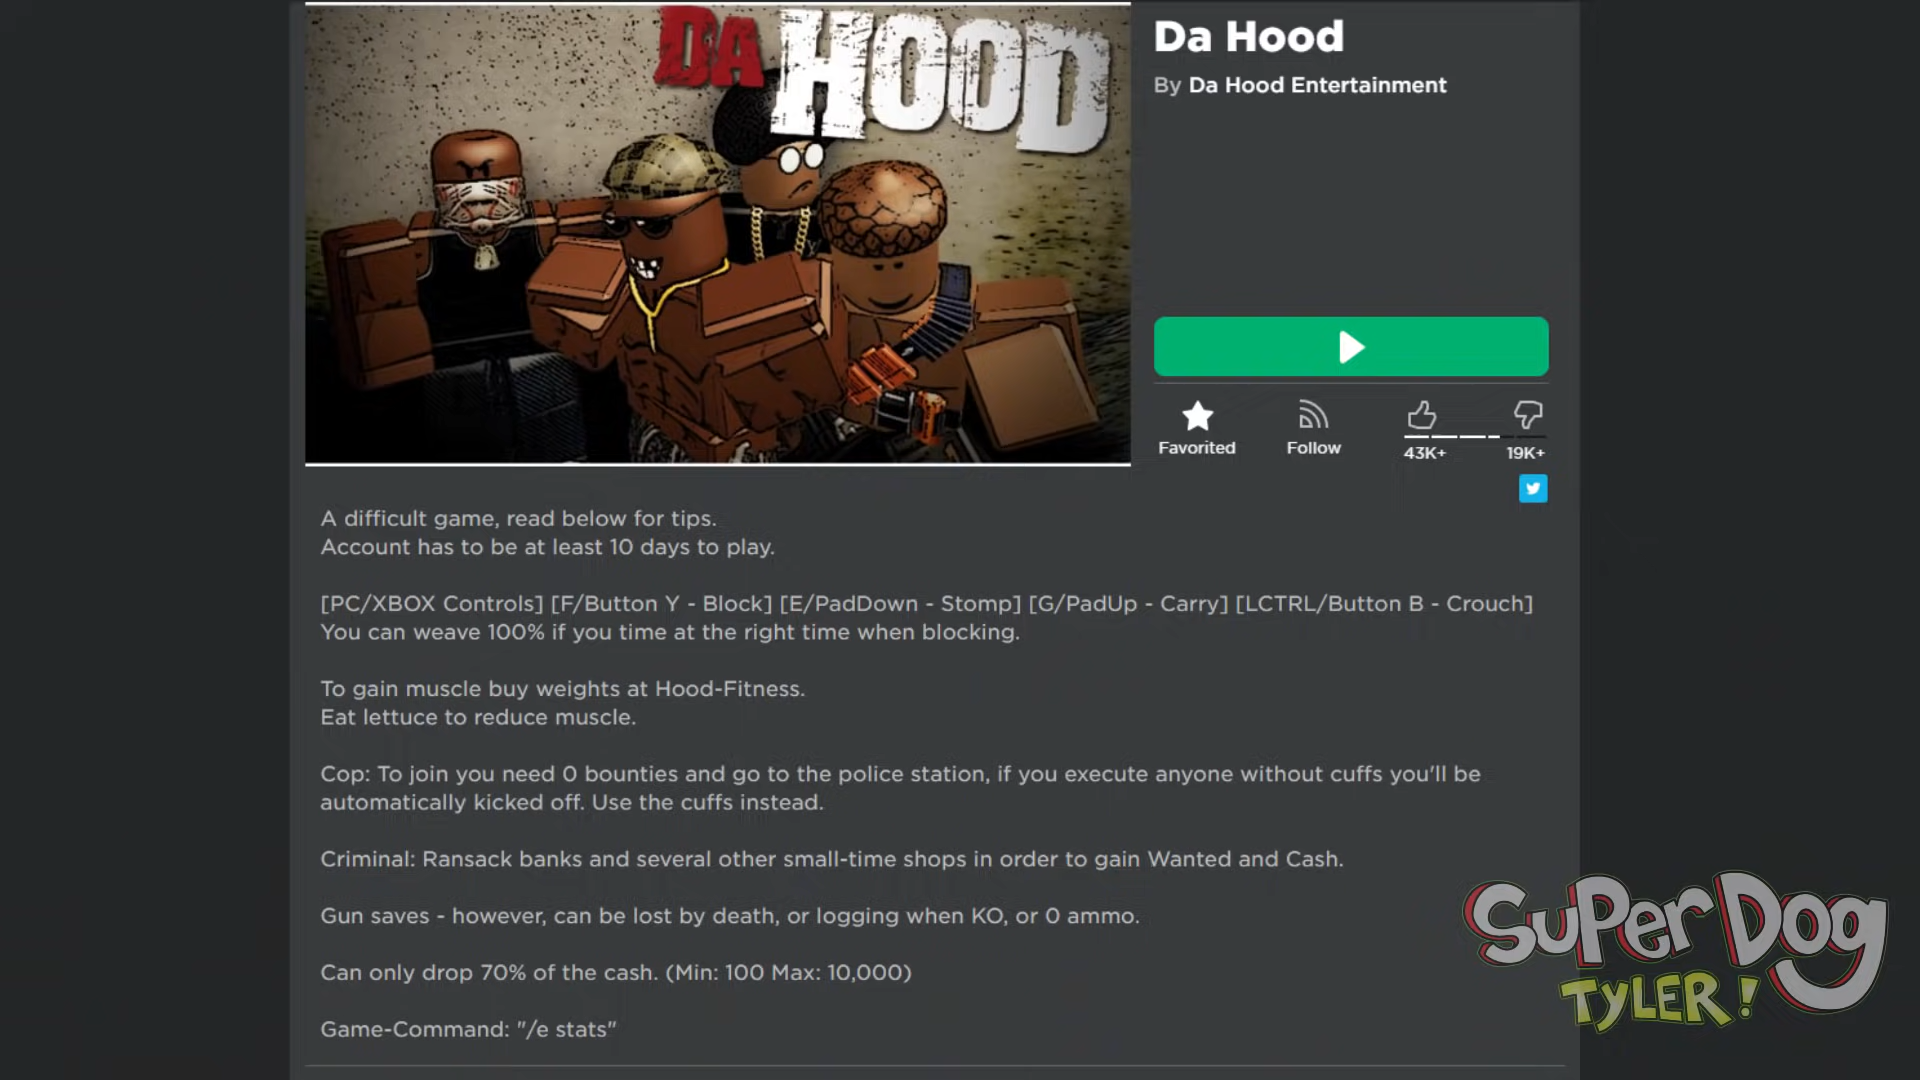 DA HOOD
Da Hood
By Da Hood Entertainment
Favorited
Follow
43K+
19K+
A difficult game, read below for tips.
Account has to be at least 10 days to play.
[PC/XBOX Controls] [F/Button Y - Block] [E/PadDown - Stomp] [G/PadUp - Carry] [LCTRL/Button B - Crouch]
You can weave 100% if you time at the right time when blocking.
To gain muscle buy weights at Hood-Fitness.
Eat lettuce to reduce muscle.
Cop: To join you need 0 bounties and go to the police station, if you execute anyone without cuffs you'll be
automatically kicked off. Use the cuffs instead.
Criminal: Ransack banks and several other small-time shops in order to gain Wanted and Cash.
Gun saves - however, can be lost by death, or logging when KO, or 0 ammo.
Can only drop 70% of the cash. (Min: 100 Max: 10,000)
Game-Command: "/e stats"
SuPer Dog
TYLER!